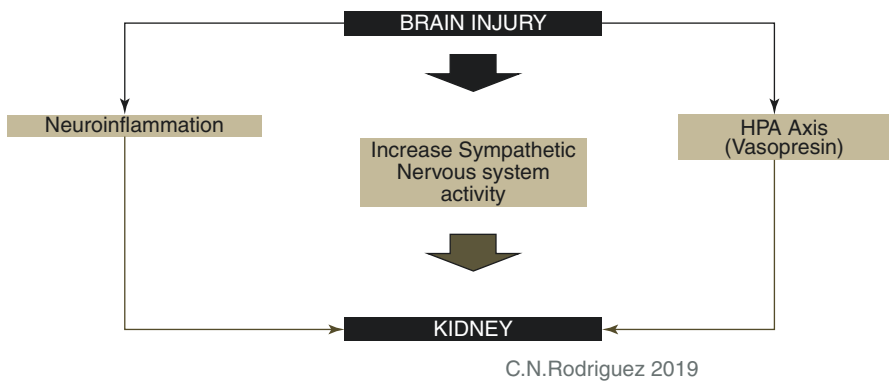 BRAIN INJURY
Neuroinflammation
Increase Sympathetic
Nervous system
activity
HPA Axis
(Vasopresin)
KIDNEY
C.N.Rodriguez 2019